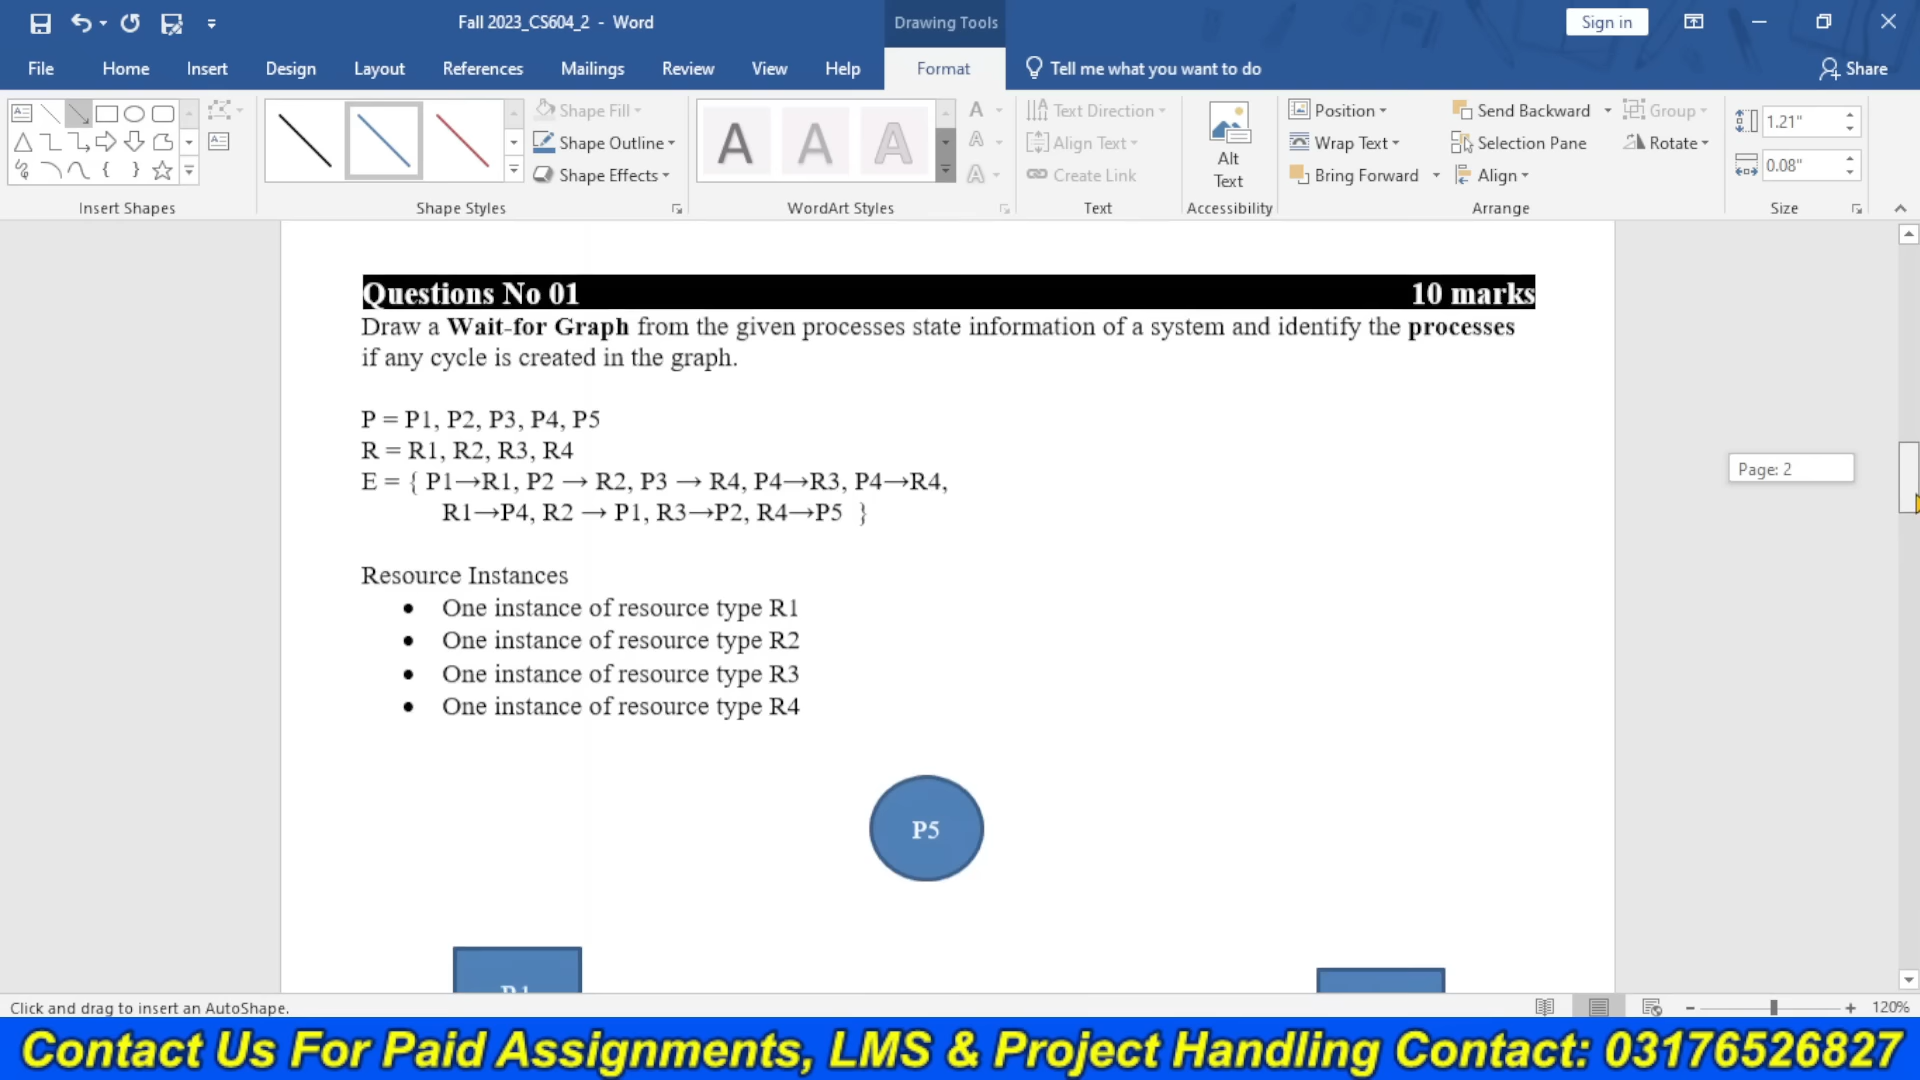 Fall 2023_CS604_2 - Word
Drawing Tools
Sign in
File Home Insert Design Layout References Mailings Review View Help Format Tell me what you want to do Share
Shape Fill
Shape Outline
Shape Effects
A A A
Text Direction
Align Text
Create Link
Alt
Text
Position
Wrap Text
Bring Forward
Send Backward
Selection Pane
Align
Group
Rotate
1.21"
0.08"
Insert Shapes Shape Styles WordArt Styles Text Accessibility Arrange Size
Questions No 01 10 marks
Draw a Wait-for Graph from the given processes state information of a system and identify the processes
if any cycle is created in the graph.
P = P1, P2, P3, P4, P5
R = R1, R2, R3, R4
E = { P1→R1, P2 → R2, P3 → R4, P4→R3, P4→R4,
R1→P4, R2 → P1, R3→P2, R4→P5 }
Page: 2
Resource Instances
• One instance of resource type R1
• One instance of resource type R2
• One instance of resource type R3
• One instance of resource type R4
P5
Click and drag to insert an AutoShape.
120%
Contact Us For Paid Assignments, LMS & Project Handling Contact: 03176526827